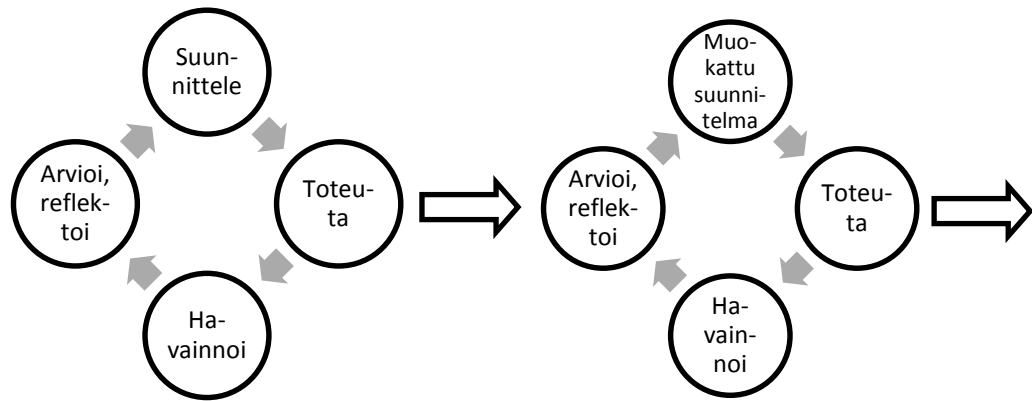 Suun-
nittele
Toteu-
ta
Ha-
vainnoi
Arvioi,
reflek-
toi
Muo-
kattu
suunni-
telma
Toteu-
ta
Ha-
vain-
noi
Arvioi,
reflek-
toi